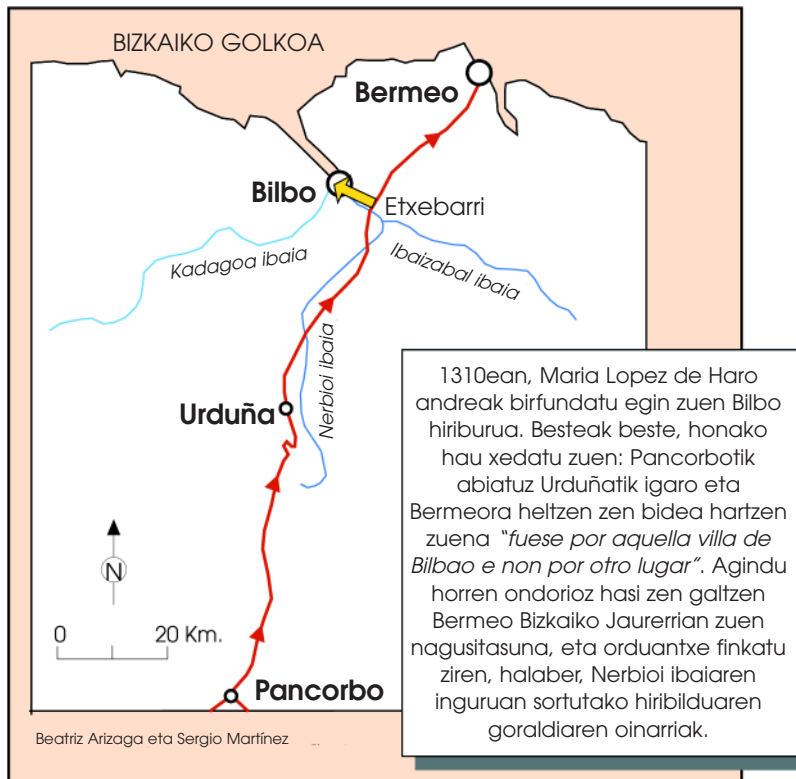 BIZKAIKO GOLKOA
Bermeo
Bilbo
Etxebarri
Kadagoa ibaia
Ibaizabal ibaia
Nerbioi ibaia
Urduña
N
0 20 Km.
Pancorbo
Beatriz Arizaga eta Sergio Martínez
1310ean, Maria Lopez de Haro
andreak birfundatu egin zuen Bilbo
hiriburua. Besteak beste, honako
hau xedatu zuen: Pancorbotik
abiatuz Urduñatik igaro eta
Bermeora heltzen zen bidea hartzen
zuena “fuese por aquella villa de
Bilbao e non por otro lugar”. Agindu
horren ondorioz hasi zen galtzen
Bermeo Bizkaiko Jaurerrian zuen
nagusitasuna, eta orduantxe finkatu
ziren, halaber, Nerbioi ibaiaren
inguruan sortutako hiribilduaren
goraldiaren oinarriak.